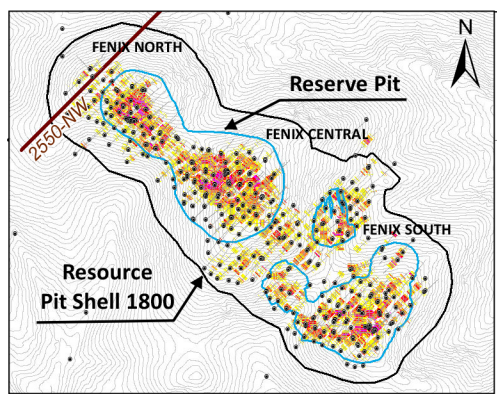 N
FENIX NORTH
Reserve Pit
FENIX CENTRAL
2550-NW
FENIX SOUTH
Resource
Pit Shell 1800